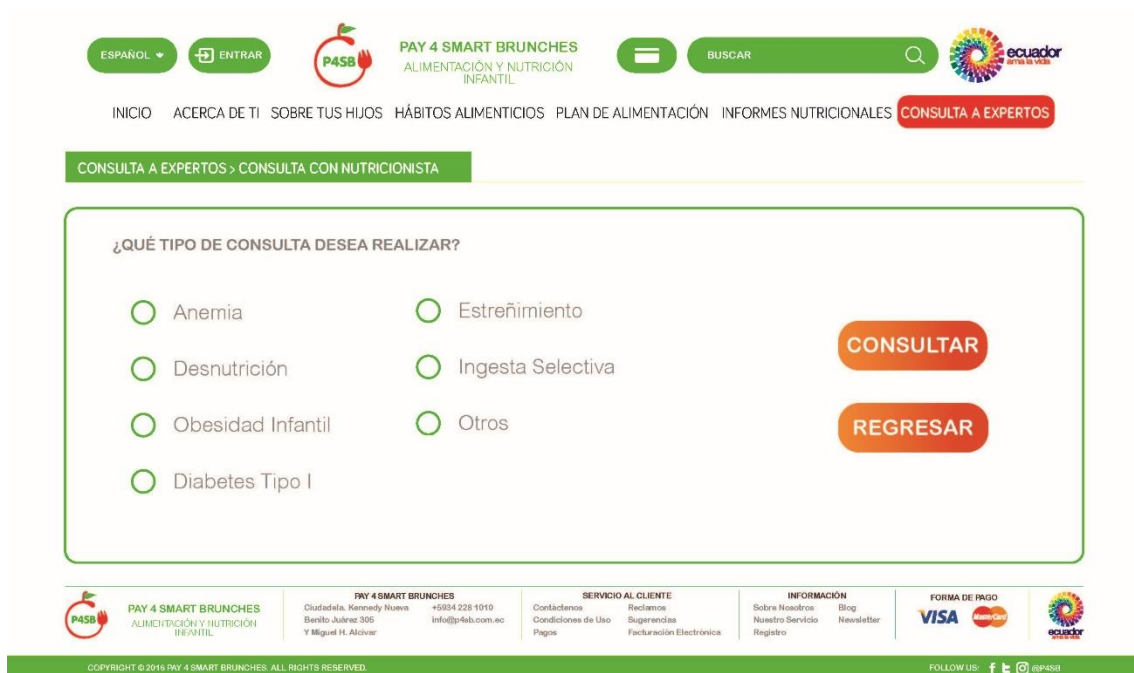 ESPAÑOL
ENTRAR
P4SB
PAY 4 SMART BRUNCHES
ALIMENTACIÓN Y NUTRICIÓN
INFANTIL
BUSCAR
ecuador
ama la vida
INICIO ACERCA DE TI SOBRE TUS HIJOS HÁBITOS ALIMENTICIOS PLAN DE ALIMENTACIÓN INFORMES NUTRICIONALES CONSULTA A EXPERTOS
CONSULTA A EXPERTOS > CONSULTA CON NUTRICIONISTA
¿QUÉ TIPO DE CONSULTA DESEA REALIZAR?
Anemia
Desnutrición
Obesidad Infantil
Diabetes Tipo I
Estreñimiento
Ingesta Selectiva
Otros
CONSULTAR
REGRESAR
P4SB
PAY 4 SMART BRUNCHES
ALIMENTACIÓN Y NUTRICIÓN
INFANTIL
PAY 4 SMART BRUNCHES
Ciudadela. Kennedy Nueva +5934 228 1010
Benito Juárez 305 info@p4sb.com.ec
Y Miguel H. Alcivar
SERVICIO AL CLIENTE
Contáctenos Reclamos
Condiciones de Uso Sugerencias
Pagos Facturación Electrónica
INFORMACIÓN
Sobre Nosotros Blog
Nuestro Servicio Newsletter
Registro
FORMA DE PAGO
VISA MasterCard
ecuador
ama la vida
COPYRIGHT © 2015 PAY 4 SMART BRUNCHES. ALL RIGHTS RESERVED.
FOLLOW US: @P4SB